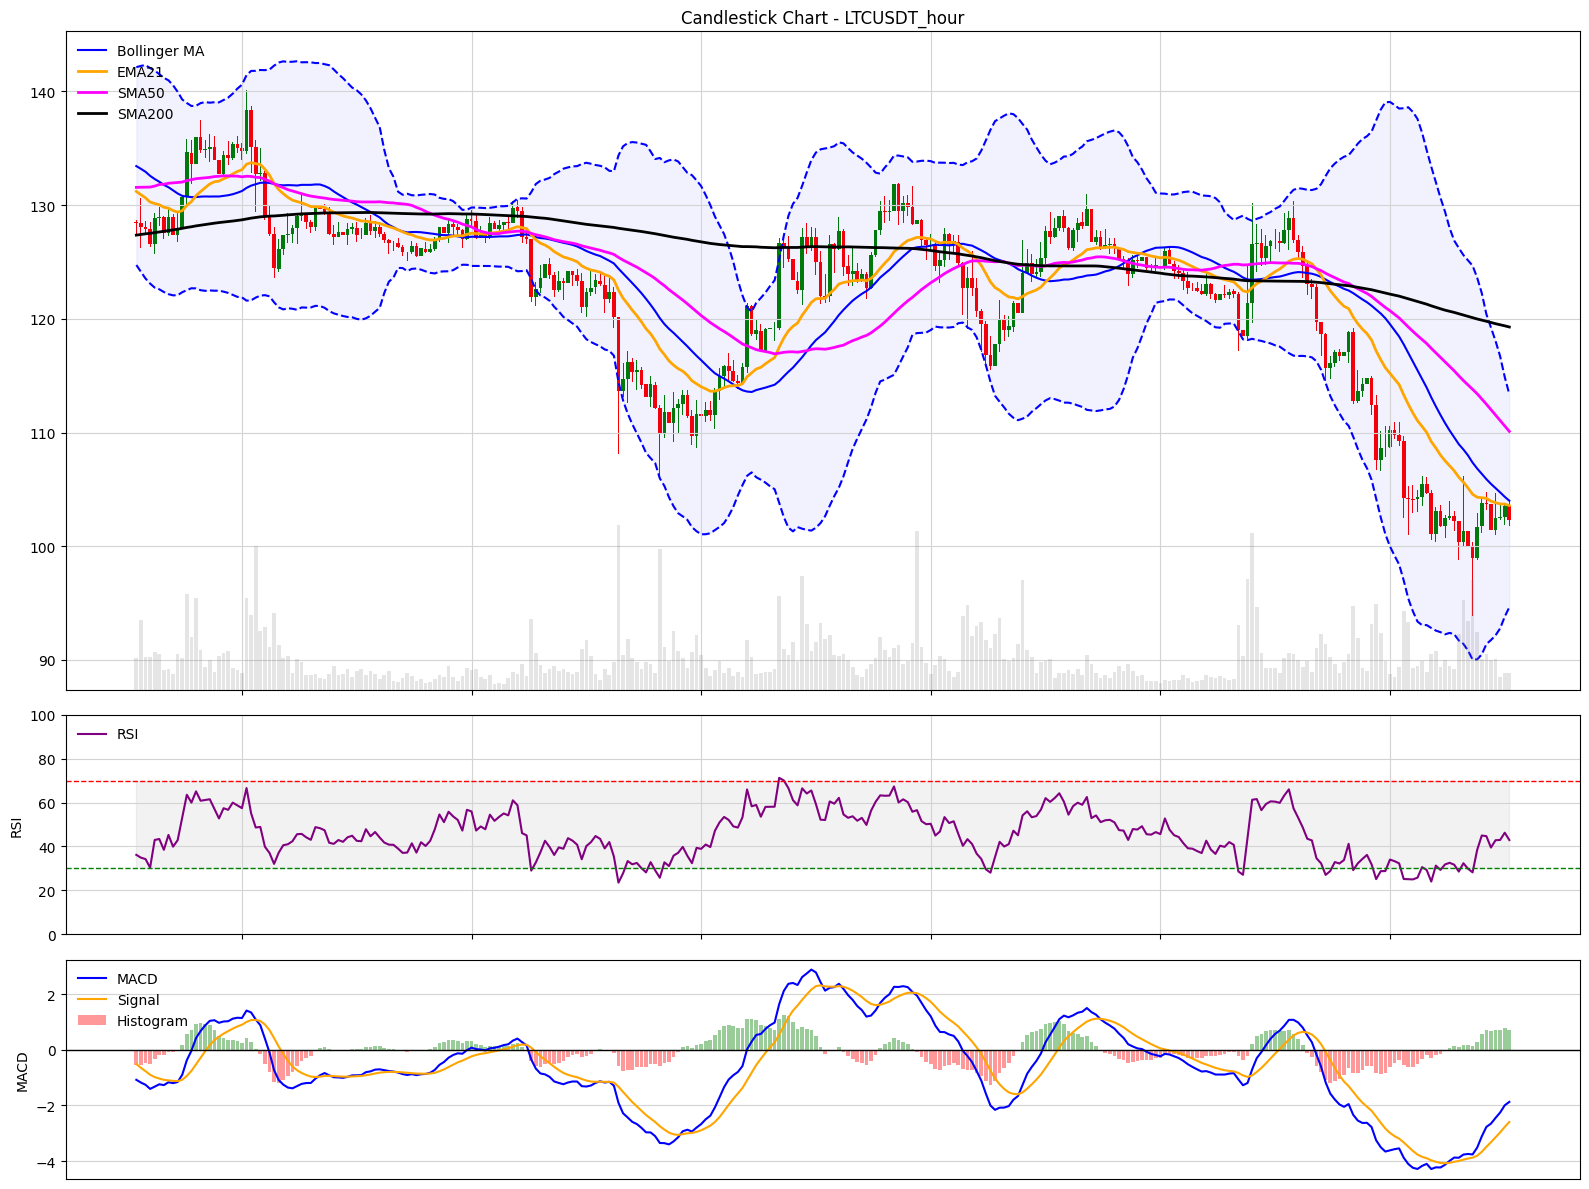 Candlestick Chart - LTCUSDT_hour
Bollinger MA
EMA21
SMA50
SMA200
140
130
120
110
100
90
RSI
100
80
60
40
20
0
RSI
MACD
Signal
Histogram
2
0
−2
−4
MACD